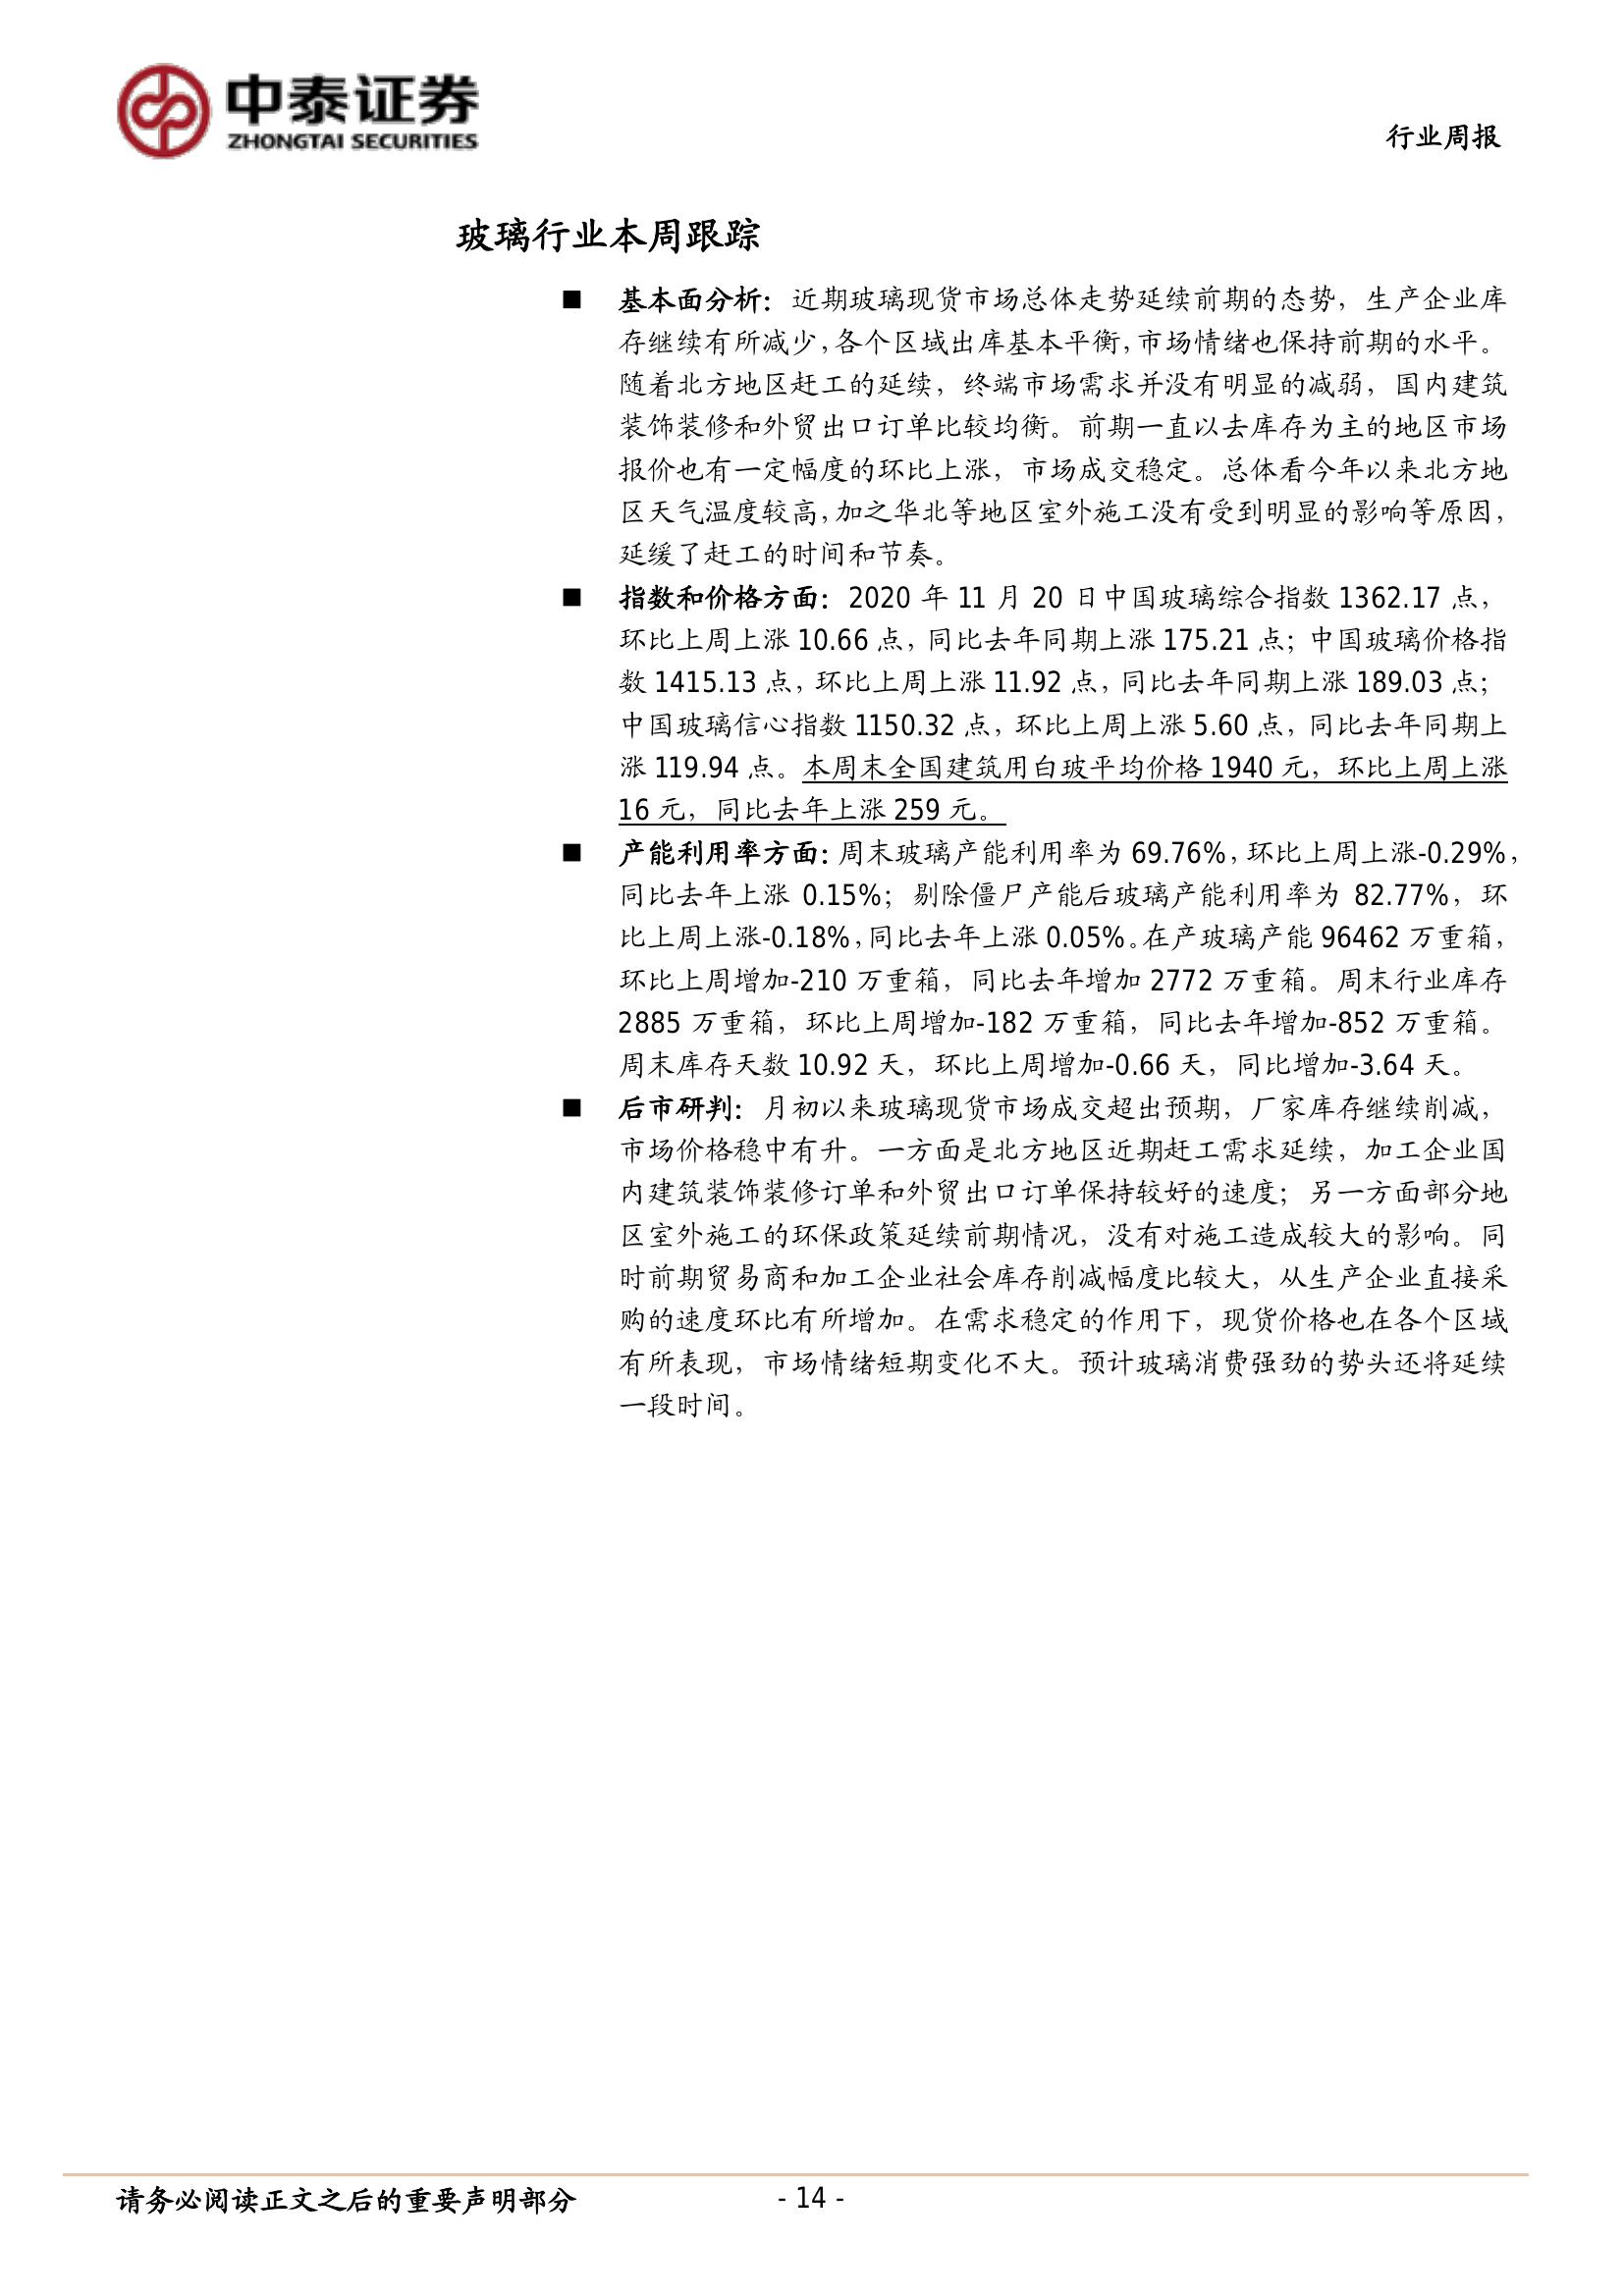 中泰证券
ZHONGTAI SECURITIES
行业周报
玻璃行业本周跟踪
■ 基本面分析：近期玻璃现货市场总体走势延续前期的态势，生产企业库
存继续有所减少，各个区域出库基本平衡，市场情绪也保持前期的水平。
随着北方地区赶工的延续，终端市场需求并没有明显的减弱，国内建筑
装饰装修和外贸出口订单比较均衡。前期一直以去库存为主的地区市场
报价也有一定幅度的环比上涨，市场成交稳定。总体看今年以来北方地
区天气温度较高，加之华北等地区室外施工没有受到明显的影响等原因，
延缓了赶工的时间和节奏。
■ 指数和价格方面：2020 年 11 月 20 日中国玻璃综合指数 1362.17 点，
环比上周上涨 10.66 点，同比去年同期上涨 175.21 点；中国玻璃价格指
数 1415.13 点，环比上周上涨 11.92 点，同比去年同期上涨 189.03 点；
中国玻璃信心指数 1150.32 点，环比上周上涨 5.60 点，同比去年同期上
涨 119.94 点。本周末全国建筑用白玻平均价格 1940 元，环比上周上涨
16 元，同比去年上涨 259 元。
■ 产能利用率方面：周末玻璃产能利用率为 69.76%，环比上周上涨-0.29%，
同比去年上涨 0.15%；剔除僵尸产能后玻璃产能利用率为 82.77%，环
比上周上涨-0.18%，同比去年上涨 0.05%。在产玻璃产能 96462 万重箱，
环比上周增加-210 万重箱，同比去年增加 2772 万重箱。周末行业库存
2885 万重箱，环比上周增加-182 万重箱，同比去年增加-852 万重箱。
周末库存天数 10.92 天，环比上周增加-0.66 天，同比增加-3.64 天。
■ 后市研判：月初以来玻璃现货市场成交超出预期，厂家库存继续削减，
市场价格稳中有升。一方面是北方地区近期赶工需求延续，加工企业国
内建筑装饰装修订单和外贸出口订单保持较好的速度；另一方面部分地
区室外施工的环保政策延续前期情况，没有对施工造成较大的影响。同
时前期贸易商和加工企业社会库存削减幅度比较大，从生产企业直接采
购的速度环比有所增加。在需求稳定的作用下，现货价格也在各个区域
有所表现，市场情绪短期变化不大。预计玻璃消费强劲的势头还将延续
一段时间。
请务必阅读正文之后的重要声明部分
- 14 -